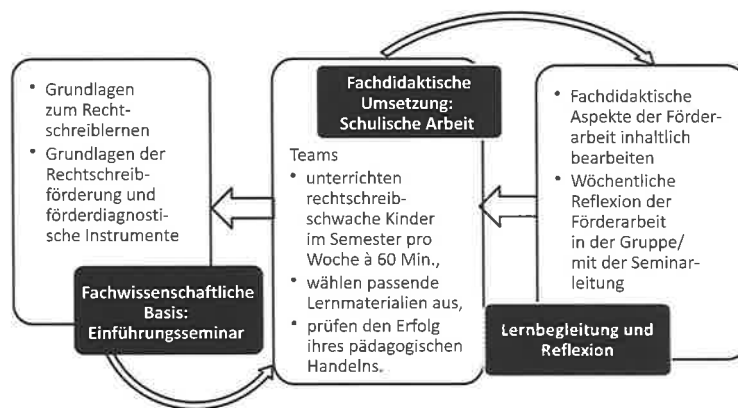 • Grundlagen
zum Recht-
schreiblernen
• Grundlagen der
Rechtschreib-
förderung und
förderdiagnosti-
sche Instrumente
Fachwissenschaftliche
Basis:
Einführungsseminar
Fachdidaktische
Umsetzung:
Schulische Arbeit
Teams
• unterrichten
rechtschreib-
schwache Kinder
im Semester pro
Woche à 60 Min.,
• wählen passende
Lernmaterialien aus,
• prüfen den Erfolg
ihres pädagogischen
Handelns.
• Fachdidaktische
Aspekte der Förder-
arbeit inhaltlich
bearbeiten
• Wöchentliche
Reflexion der
Förderarbeit
in der Gruppe/
mit der Seminar-
leitung
Lernbegleitung und
Reflexion